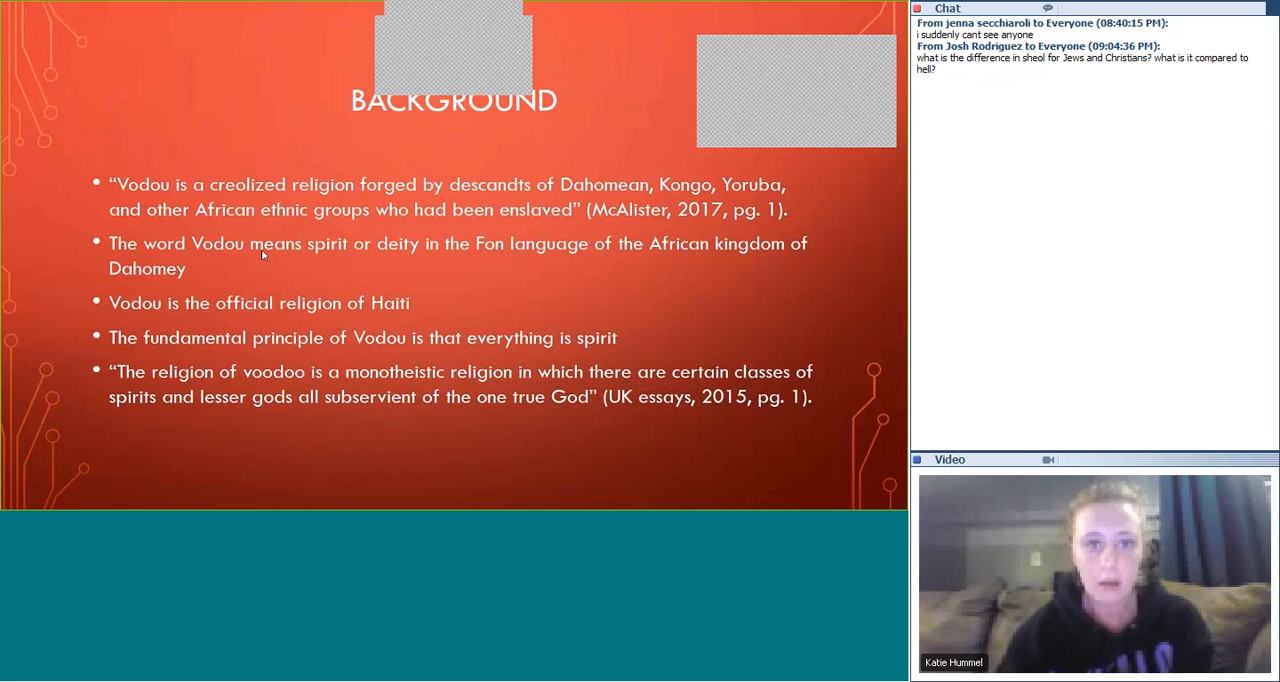 BACKGROUND
• “Vodou is a creolized religion forged by descandts of Dahomean, Kongo, Yoruba,
and other African ethnic groups who had been enslaved” (McAlister, 2017, pg. 1).
• The word Vodou means spirit or deity in the Fon language of the African kingdom of
Dahomey
• Vodou is the official religion of Haiti
• The fundamental principle of Vodou is that everything is spirit
• “The religion of voodoo is a monotheistic religion in which there are certain classes of
spirits and lesser gods all subservient of the one true God” (UK essays, 2015, pg. 1).
Chat
From jenna secchiaroli to Everyone (08:40:15 PM):
i suddenly cant see anyone
From Josh Rodriguez to Everyone (09:04:36 PM):
what is the difference in sheol for Jews and Christians? what is it compared to
hell?
Video
Katie Hummel